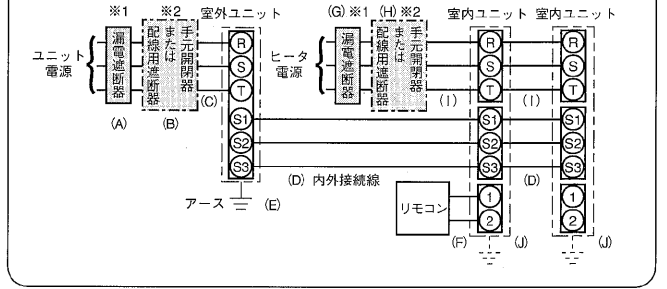 ※1 ※2 室外ユニット (G)※1 (H)※2 室内ユニット 室内ユニット
ユニット電源
漏電遮断器
配線用遮断器または手元開閉器
R
S
T
S1
S2
S3
(A)
(B)
(C)
アース
(E)
ヒータ電源
漏電遮断器
配線用遮断器または手元開閉器
(I)
R
S
T
S1
S2
S3
1
2
(I)
R
S
T
S1
S2
S3
1
2
(D) 内外接続線
(D)
リモコン
(F)
(J)
(J)